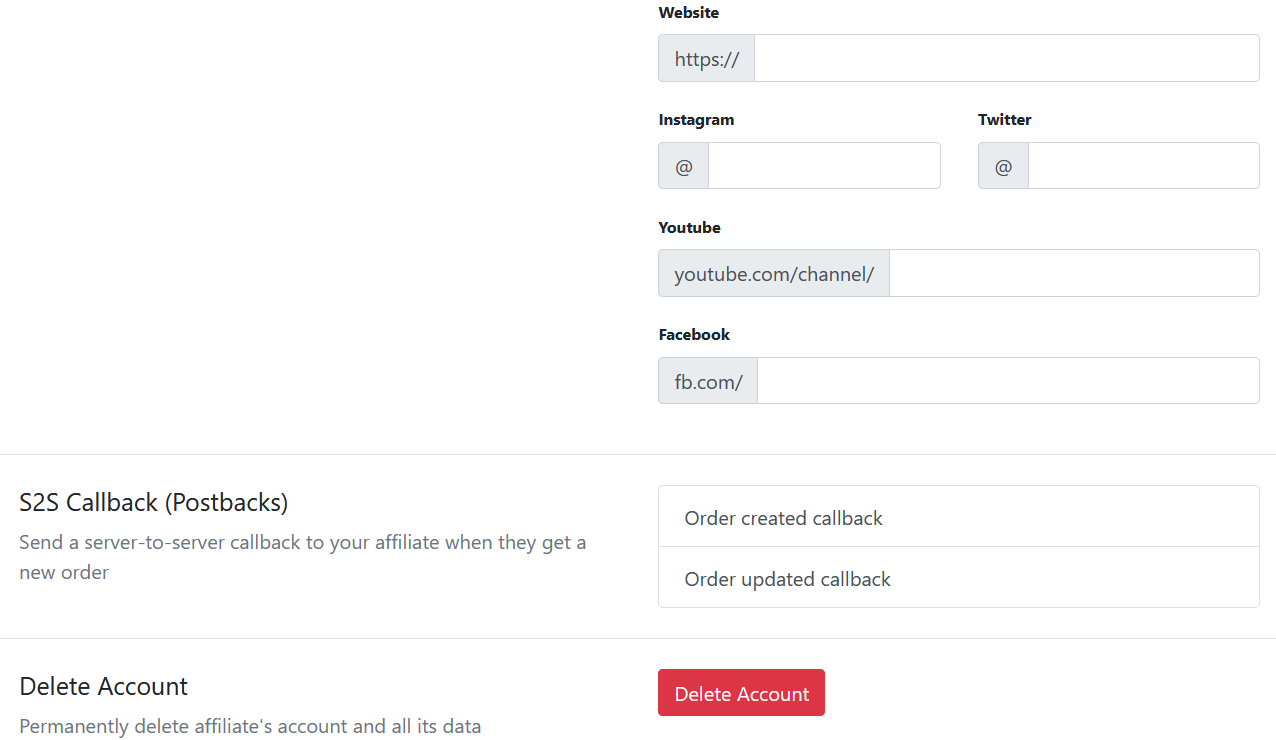 Website
https://
Instagram
Twitter
@
@
Youtube
youtube.com/channel/
Facebook
fb.com/
S2S Callback (Postbacks)
Send a server-to-server callback to your affiliate when they get a
new order
Order created callback
Order updated callback
Delete Account
Permanently delete affiliate's account and all its data
Delete Account